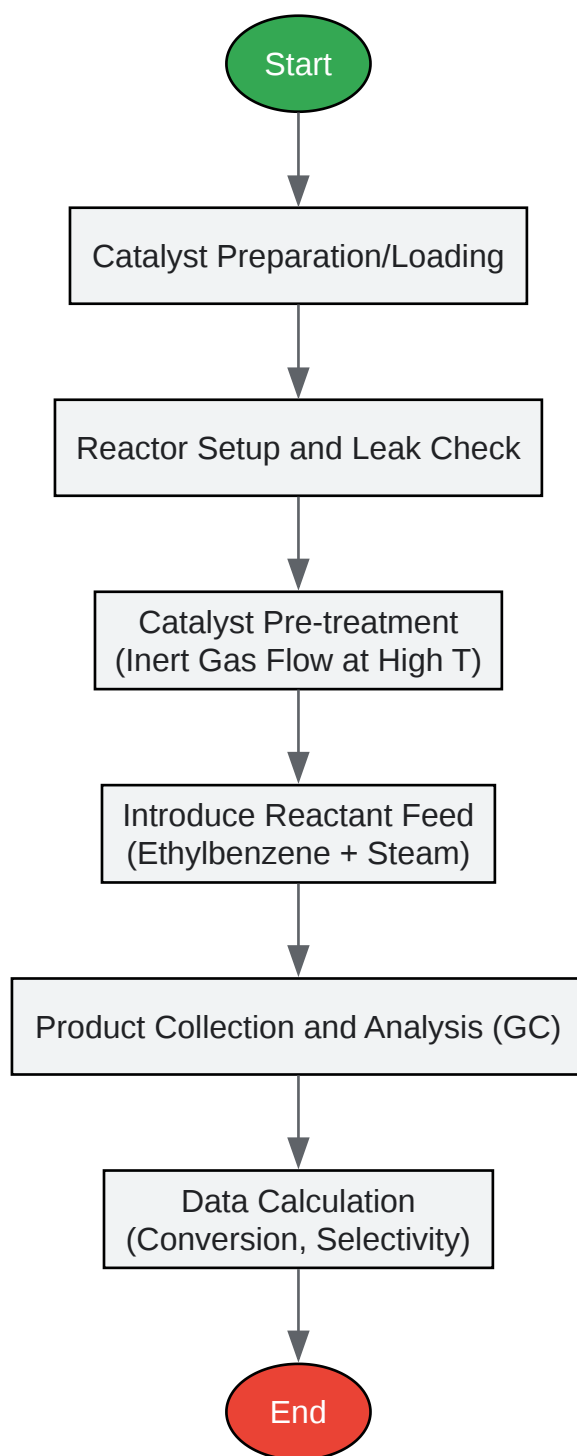 Start
Catalyst Preparation/Loading
Reactor Setup and Leak Check
Catalyst Pre-treatment
(Inert Gas Flow at High T)
Introduce Reactant Feed
(Ethylbenzene + Steam)
Product Collection and Analysis (GC)
Data Calculation
(Conversion, Selectivity)
End